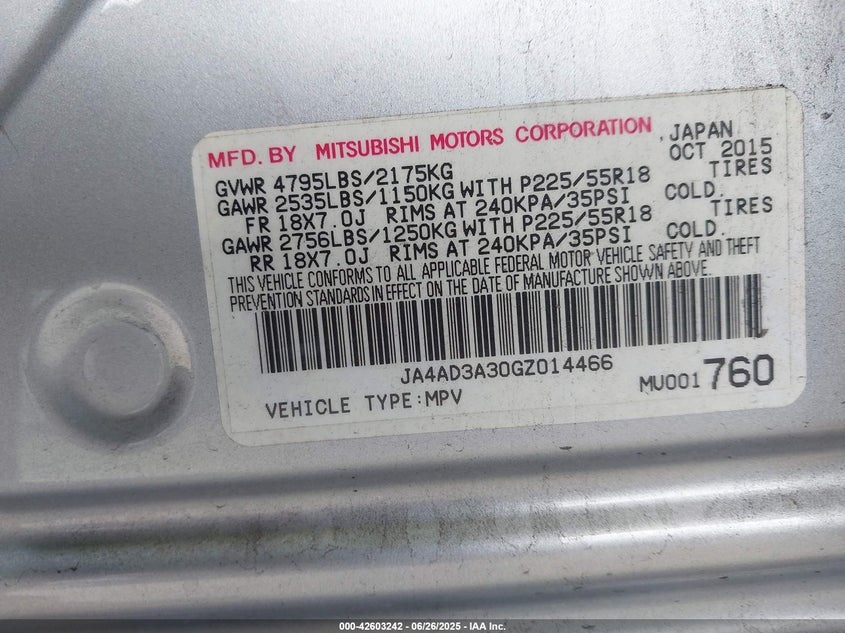 MFD. BY MITSUBISHI MOTORS CORPORATION JAPAN
GVWR 4795LBS/2175KG OCT 2015
GAWR 2535LBS/1150KG WITH P225/55R18 TIRES
FR 18X7.0J RIMS AT 240KPA/35PSI COLD.
GAWR 2756LBS/1250KG WITH P225/55R18 TIRES
RR 18X7.0J RIMS AT 240KPA/35PSI COLD.
THIS VEHICLE CONFORMS TO ALL APPLICABLE FEDERAL MOTOR VEHICLE SAFETY AND THEFT
PREVENTION STANDARDS IN EFFECT ON THE DATE OF MANUFACTURE SHOWN ABOVE.
JA4AD3A30GZ014466
VEHICLE TYPE:MPV MU001760
000-42603242 - 06/26/2025 - IAA Inc.